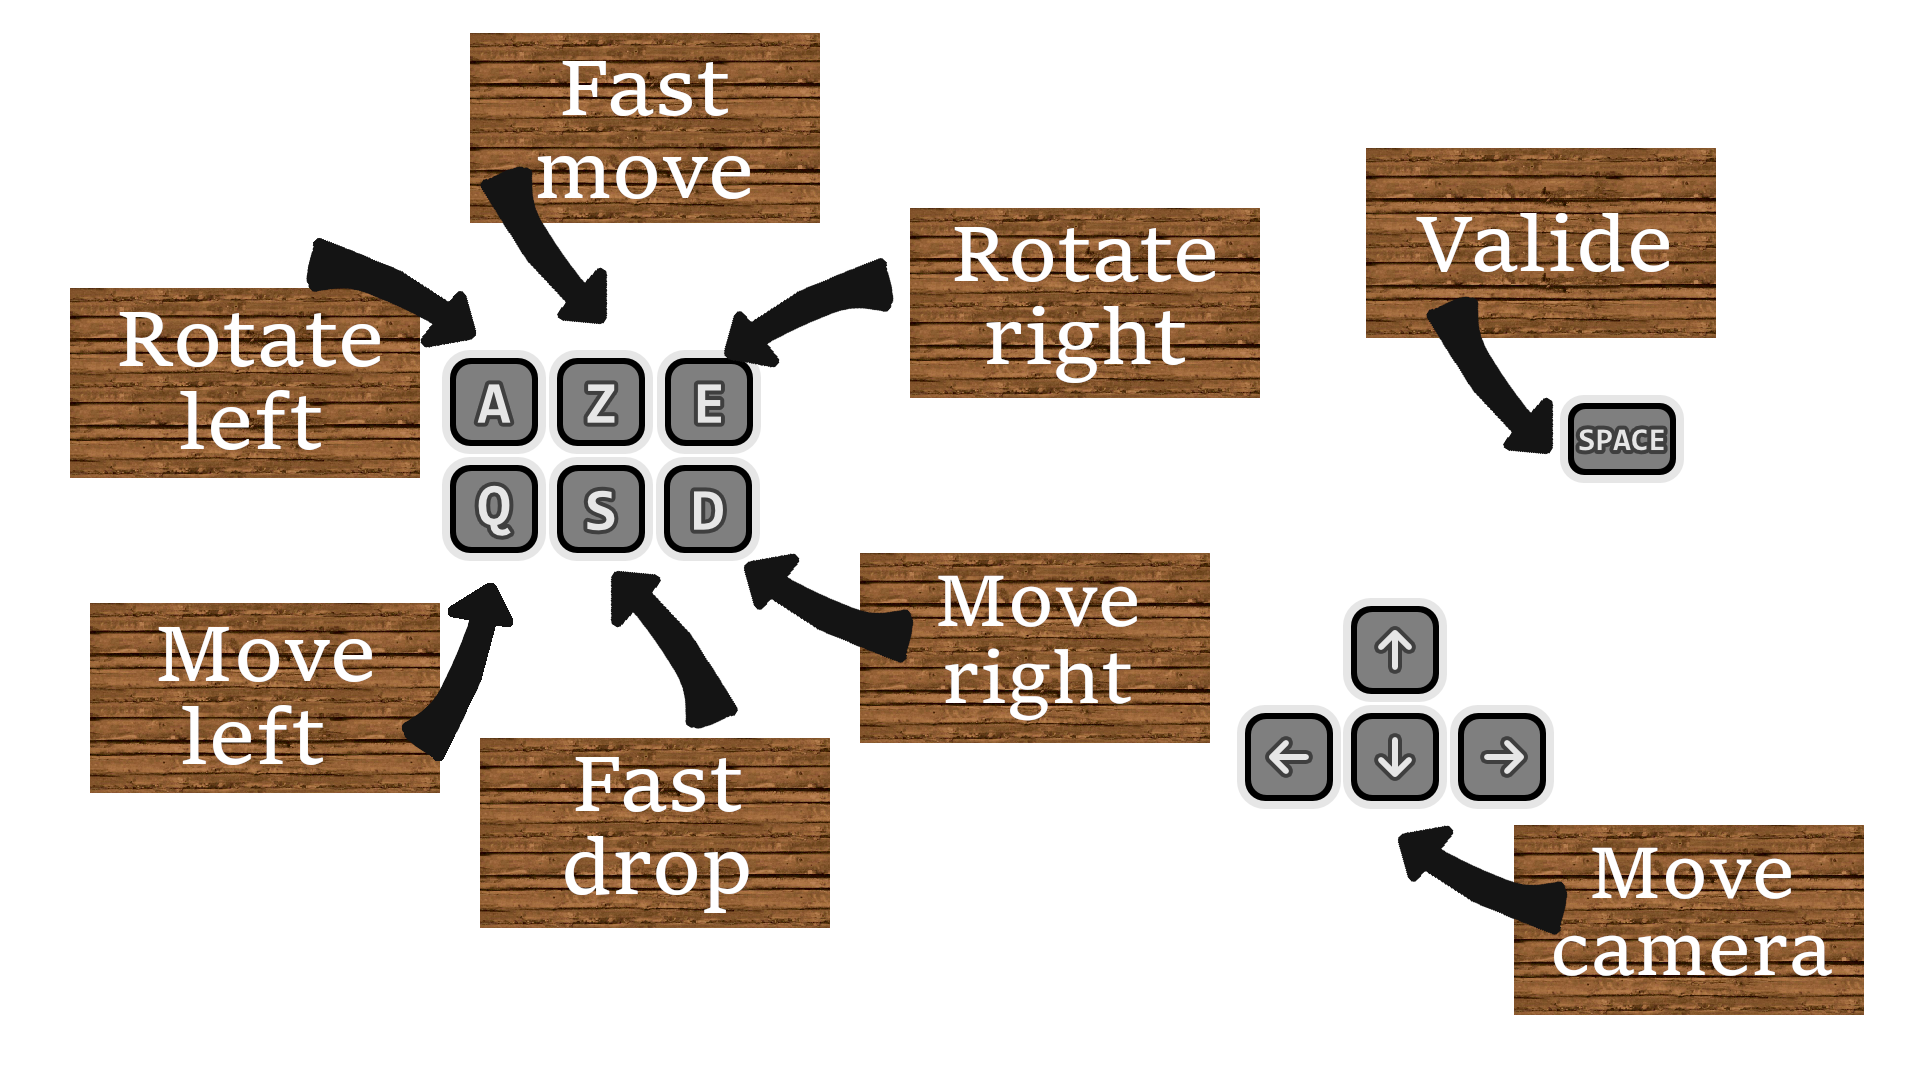 Fast
move
Rotate
right
Valide
Rotate
left
A Z E
Q S D
SPACE
Move
left
Move
right
Fast
drop
↑
← ↓ →
Move
camera